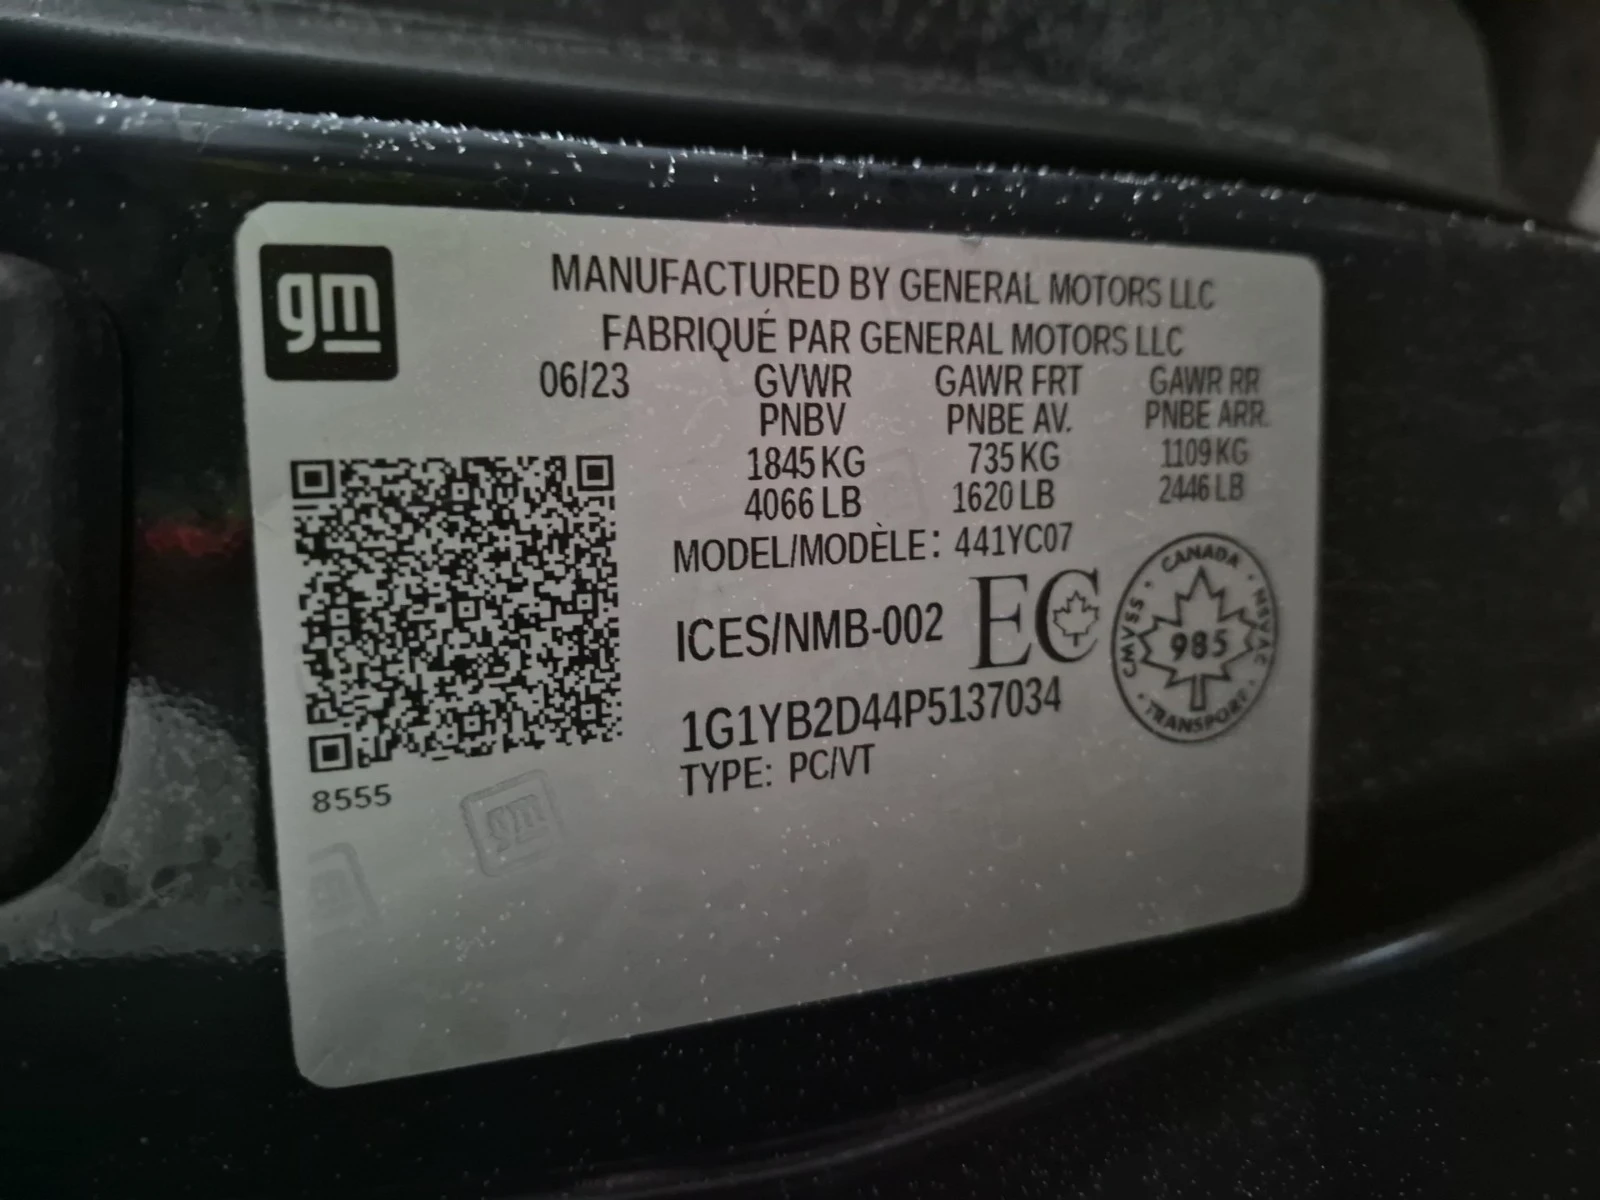 gm
MANUFACTURED BY GENERAL MOTORS LLC
FABRIQUÉ PAR GENERAL MOTORS LLC
06/23 GVWR GAWR FRT GAWR RR
PNBV PNBE AV. PNBE ARR.
1845 KG 735 KG 1109 KG
4066 LB 1620 LB 2446 LB
MODEL/MODÈLE: 441YC07
ICES/NMB-002 EC
CANADA · NSVAC · TRANSPORT · CMVSS ·
985
1G1YB2D44P5137034
TYPE: PC/VT
8555
gm